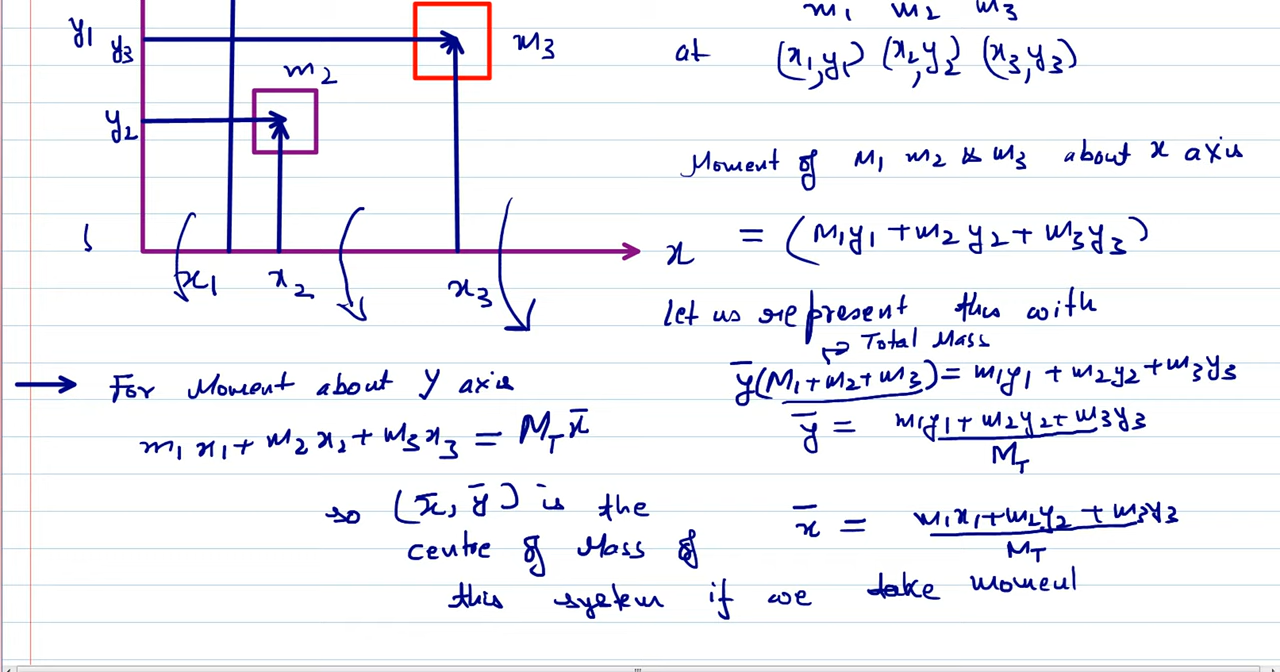 y1 y3
m3
m2
y2
x1 x2 x3 x
m1 m2 m3
at (x1,y1) (x2,y2) (x3,y3)
Moment of M1 m2 & m3 about x axis
= (M1y1 + m2y2 + m3y3)
Let us represent this with
→ Total Mass
ȳ(M1+m2+m3) = m1y1 + m2y2 + m3y3
ȳ = m1y1 + m2y2 + m3y3 / MT
→ For Moment about Y axis
m1x1 + m2x2 + m3x3 = MT x̄
x̄ = m1x1 + m2y2 + m3y3 / MT
so (x̄, ȳ) is the
centre of Mass of
this system if we take moment